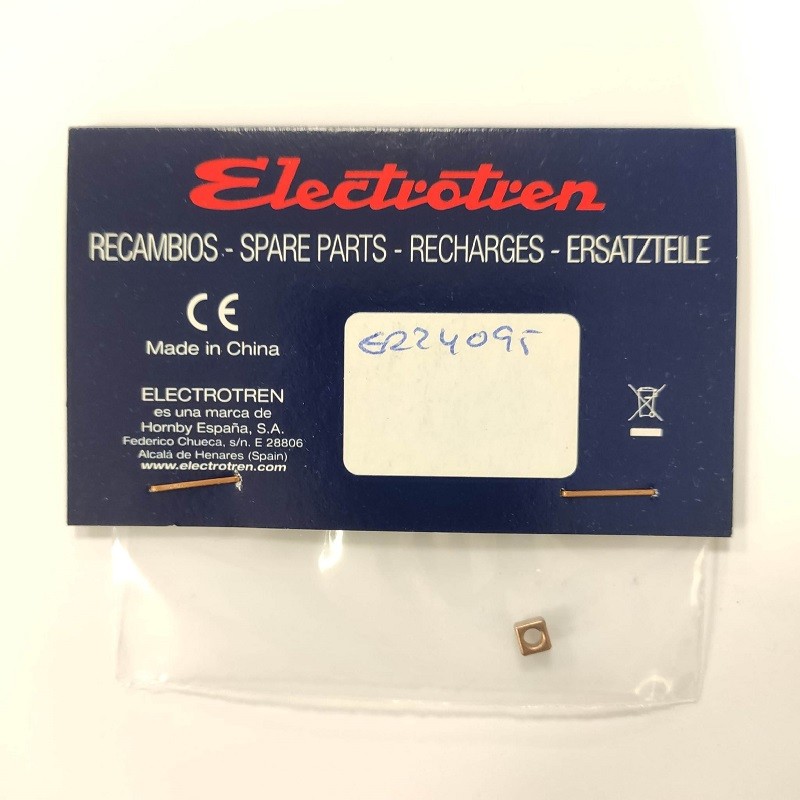 Electrotren
RECAMBIOS - SPARE PARTS - RECHARGES - ERSATZTEILE
CE
Made in China
ER24095
ELECTROTREN
es una marca de
Hornby España, S.A.
Federico Chueca, s/n. E 28806
Alcalá de Henares (Spain)
www.electrotren.com